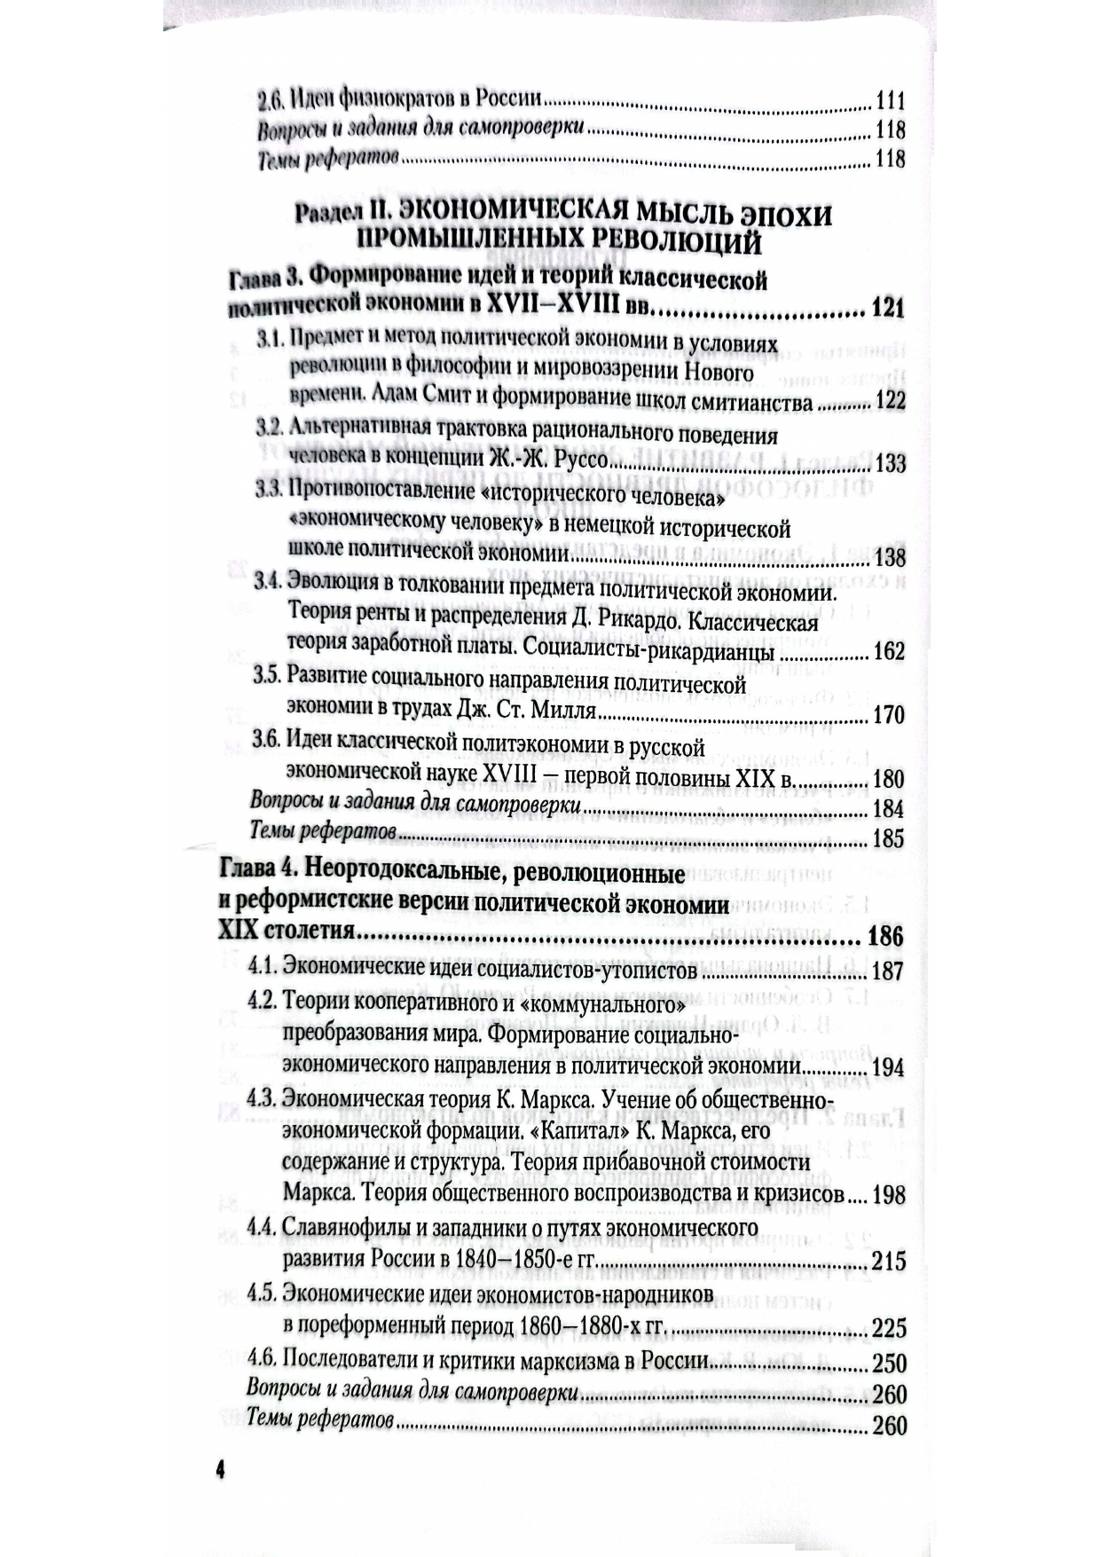 2.6. Идеи физиократов в России.......... 111
Вопросы и задания для самопроверки.......... 118
Темы рефератов.......... 118
Раздел II. ЭКОНОМИЧЕСКАЯ МЫСЛЬ ЭПОХИ
ПРОМЫШЛЕННЫХ РЕВОЛЮЦИЙ
Глава 3. Формирование идей и теорий классической
политической экономии в XVII–XVIII вв.......... 121
3.1. Предмет и метод политической экономии в условиях
революции в философии и мировоззрении Нового
времени. Адам Смит и формирование школ смитианства .......... 122
3.2. Альтернативная трактовка рационального поведения
человека в концепции Ж.-Ж. Руссо.......... 133
3.3. Противопоставление «исторического человека»
«экономическому человеку» в немецкой исторической
школе политической экономии.......... 138
3.4. Эволюция в толковании предмета политической экономии.
Теория ренты и распределения Д. Рикардо. Классическая
теория заработной платы. Социалисты-рикардианцы .......... 162
3.5. Развитие социального направления политической
экономии в трудах Дж. Ст. Милля.......... 170
3.6. Идеи классической политэкономии в русской
экономической науке XVIII – первой половины XIX в.......... 180
Вопросы и задания для самопроверки.......... 184
Темы рефератов.......... 185
Глава 4. Неортодоксальные, революционные
и реформистские версии политической экономии
XIX столетия.......... 186
4.1. Экономические идеи социалистов-утопистов .......... 187
4.2. Теории кооперативного и «коммунального»
преобразования мира. Формирование социально-
экономического направления в политической экономии.......... 194
4.3. Экономическая теория К. Маркса. Учение об общественно-
экономической формации. «Капитал» К. Маркса, его
содержание и структура. Теория прибавочной стоимости
Маркса. Теория общественного воспроизводства и кризисов.... 198
4.4. Славянофилы и западники о путях экономического
развития России в 1840–1850-е гг.......... 215
4.5. Экономические идеи экономистов-народников
в пореформенный период 1860–1880-х гг.......... 225
4.6. Последователи и критики марксизма в России.......... 250
Вопросы и задания для самопроверки.......... 260
Темы рефератов.......... 260
4